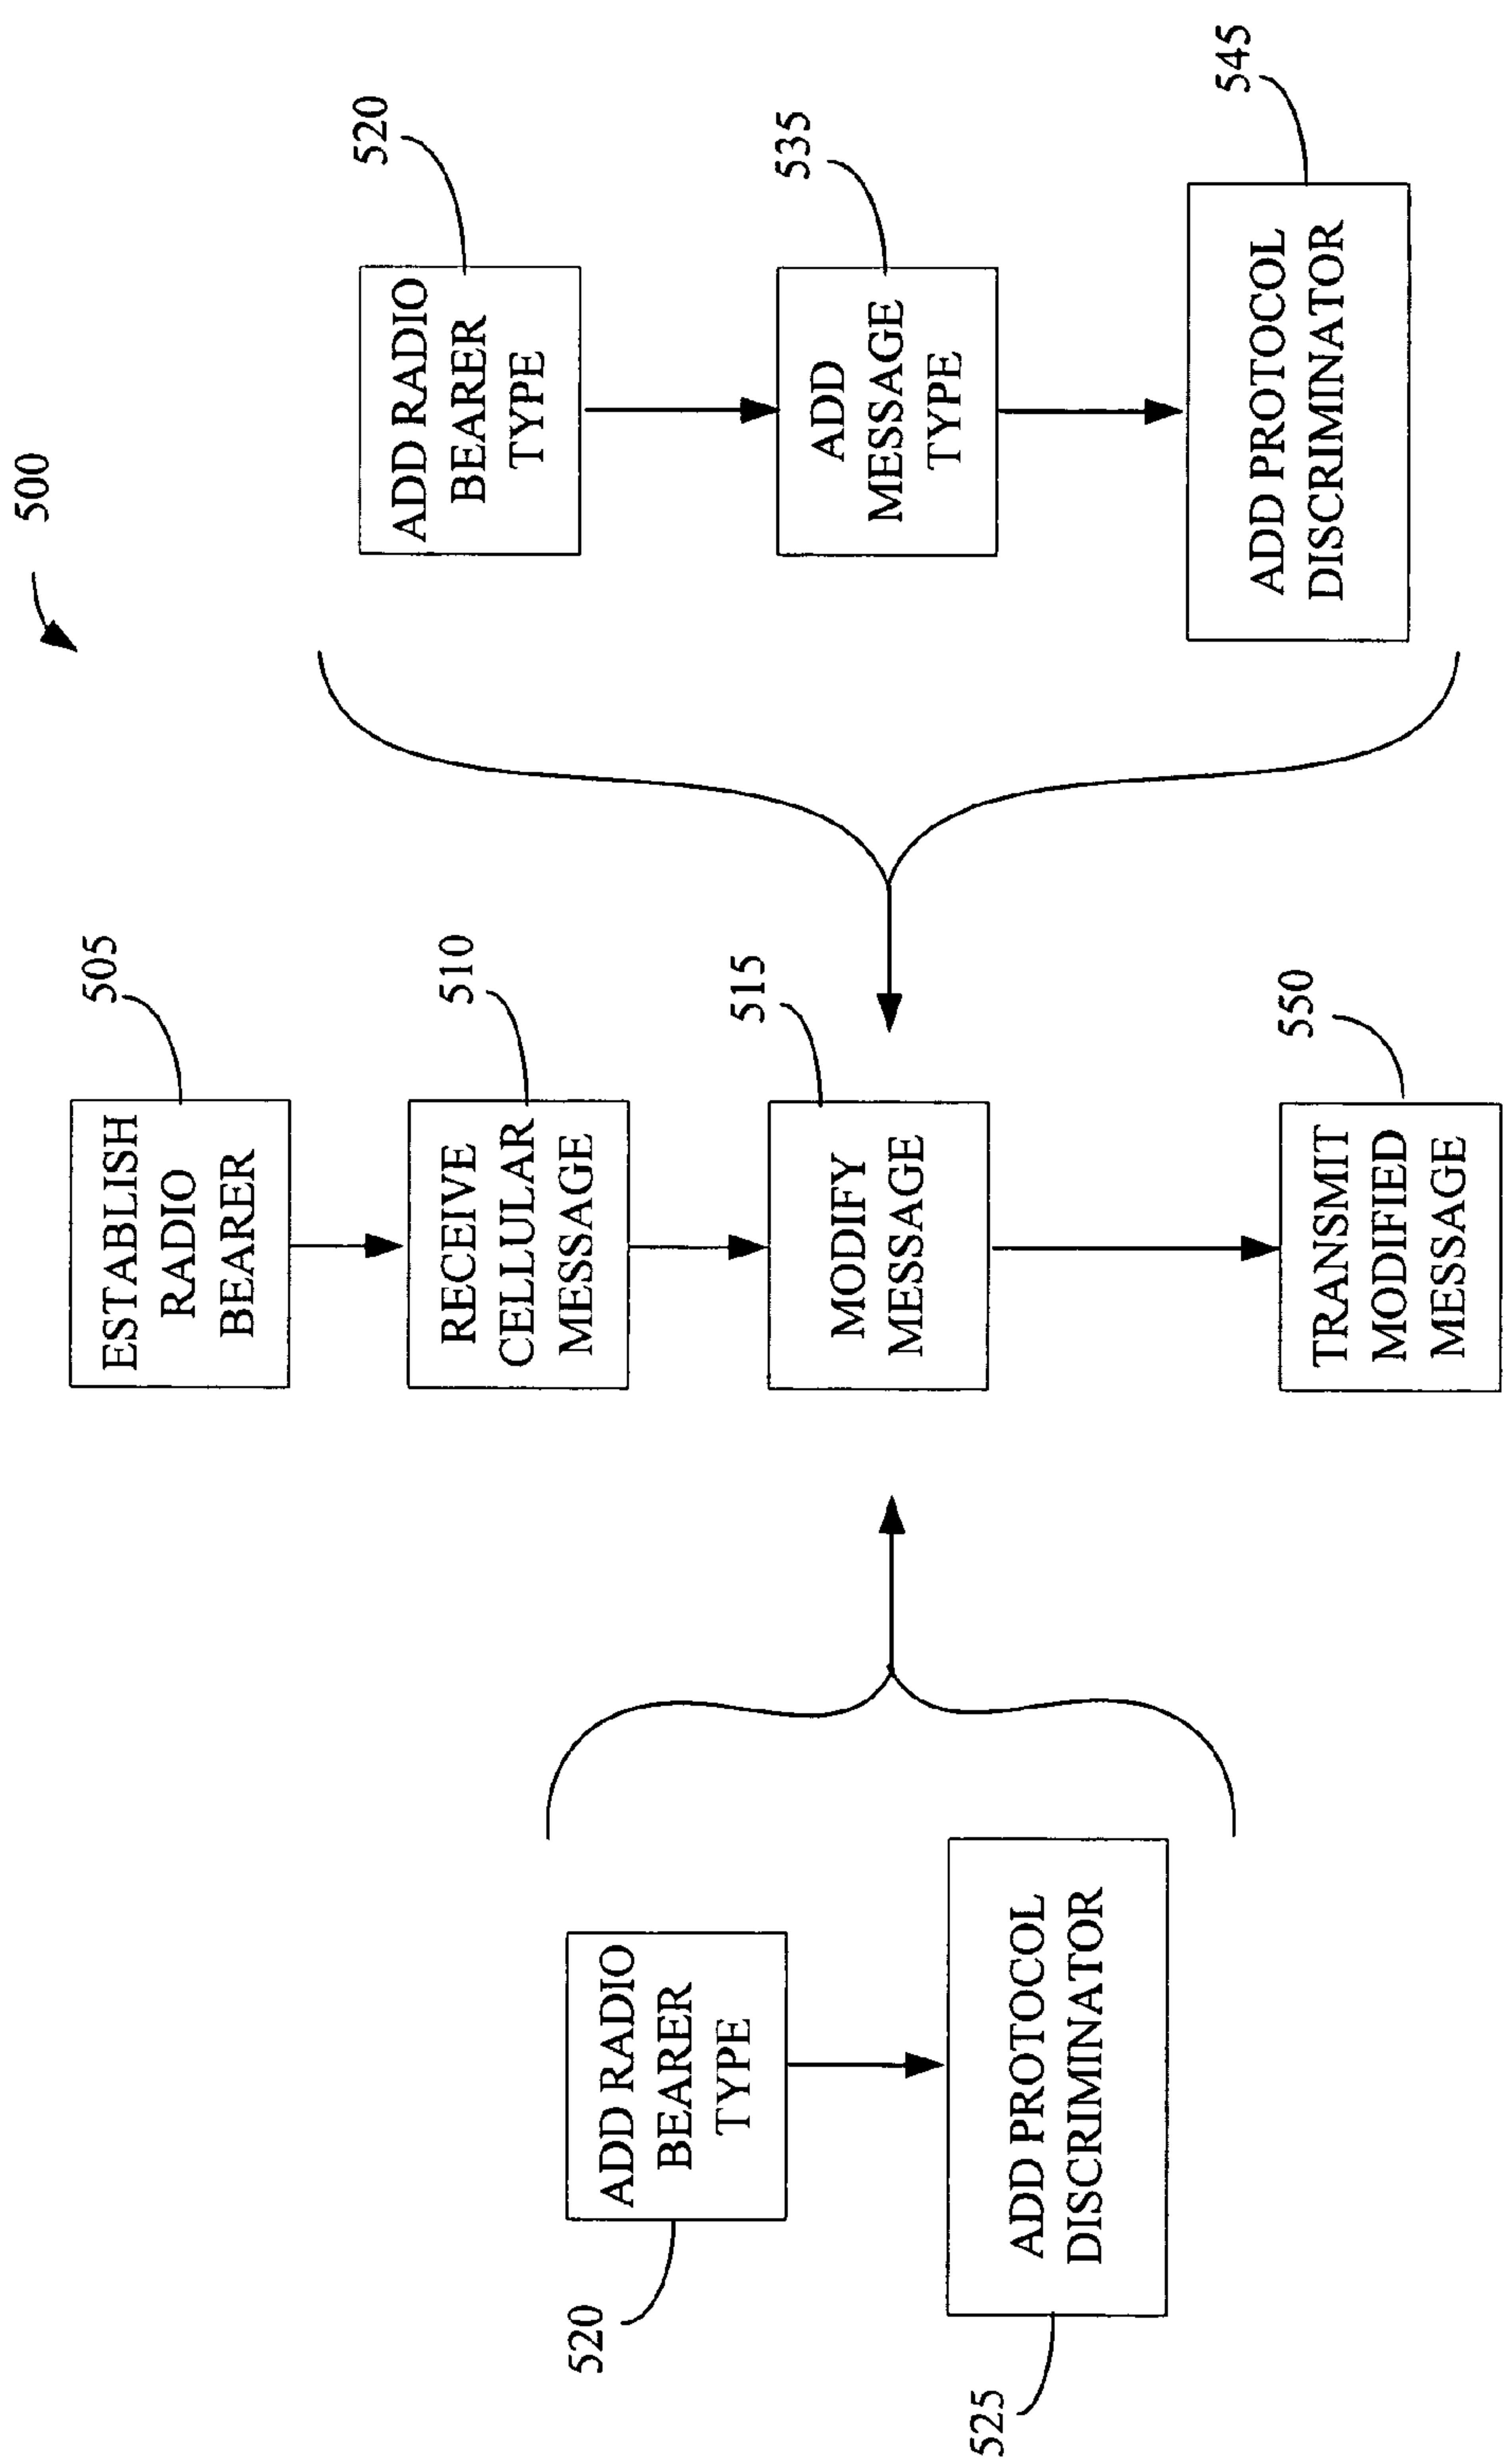 500
505
ESTABLISH
RADIO
BEARER
510
RECEIVE
CELLULAR
MESSAGE
515
MODIFY
MESSAGE
550
TRANSMIT
MODIFIED
MESSAGE
520
ADD RADIO
BEARER
TYPE
525
ADD PROTOCOL
DISCRIMINATOR
520
ADD RADIO
BEARER
TYPE
535
ADD
MESSAGE
TYPE
545
ADD PROTOCOL
DISCRIMINATOR